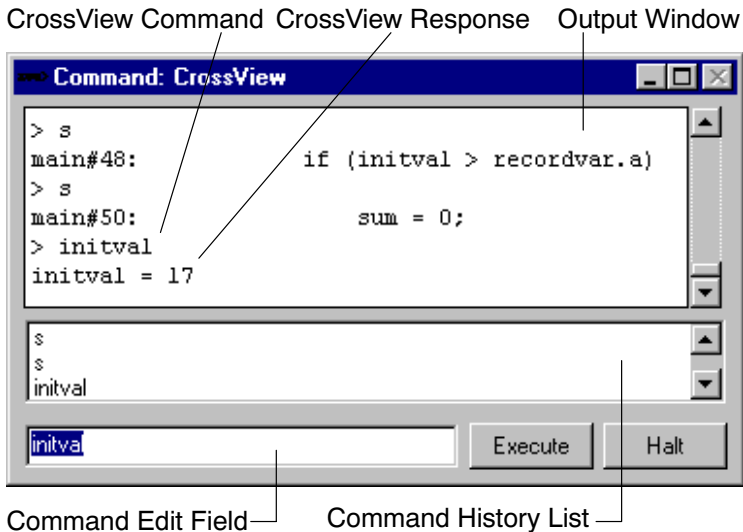 CrossView Command CrossView Response Output Window
Command: CrossView
> s
main#48: if (initval > recordvar.a)
> s
main#50: sum = 0;
> initval
initval = 17
s
s
initval
initval Execute Halt
Command Edit Field Command History List